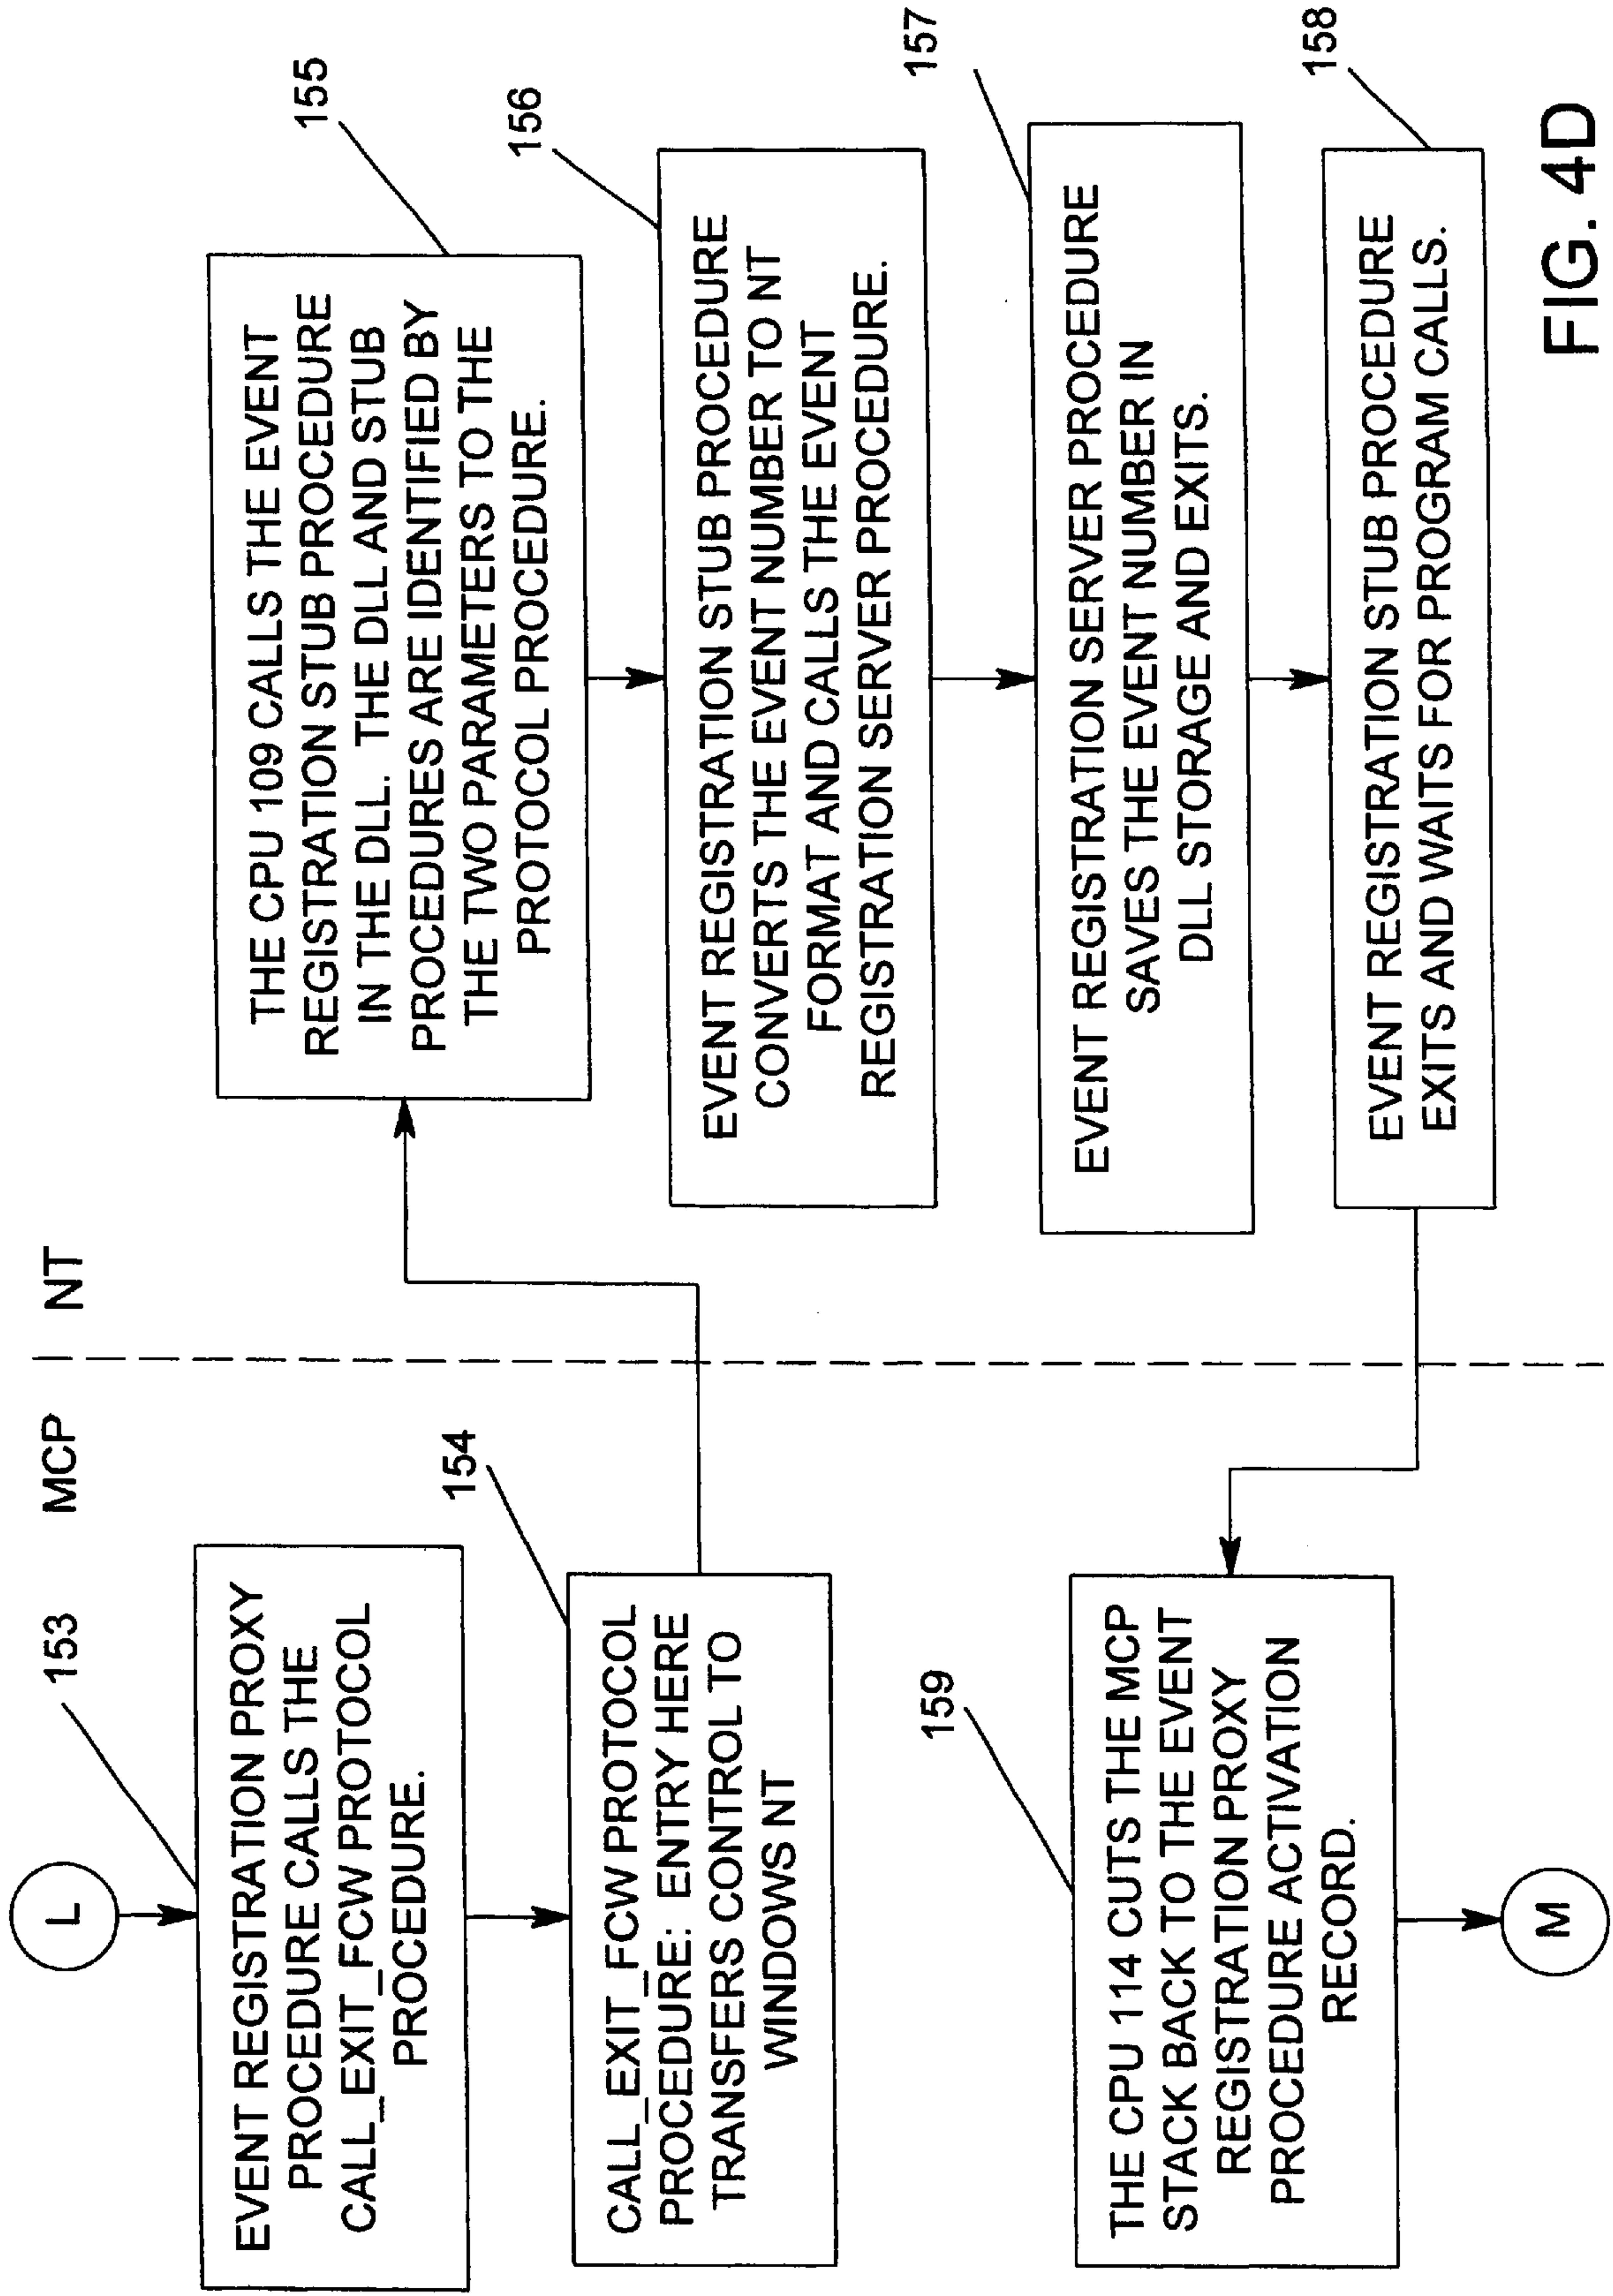 MCP
NT
L
153
EVENT REGISTRATION PROXY
PROCEDURE CALLS THE
CALL_EXIT_FCW PROTOCOL
PROCEDURE.
154
CALL_EXIT_FCW PROTOCOL
PROCEDURE: ENTRY HERE
TRANSFERS CONTROL TO
WINDOWS NT
155
THE CPU 109 CALLS THE EVENT
REGISTRATION STUB PROCEDURE
IN THE DLL. THE DLL AND STUB
PROCEDURES ARE IDENTIFIED BY
THE TWO PARAMETERS TO THE
PROTOCOL PROCEDURE.
156
EVENT REGISTRATION STUB PROCEDURE
CONVERTS THE EVENT NUMBER TO NT
FORMAT AND CALLS THE EVENT
REGISTRATION SERVER PROCEDURE.
157
EVENT REGISTRATION SERVER PROCEDURE
SAVES THE EVENT NUMBER IN
DLL STORAGE AND EXITS.
158
EVENT REGISTRATION STUB PROCEDURE
EXITS AND WAITS FOR PROGRAM CALLS.
159
THE CPU 114 CUTS THE MCP
STACK BACK TO THE EVENT
REGISTRATION PROXY
PROCEDURE ACTIVATION
RECORD.
M
FIG. 4D